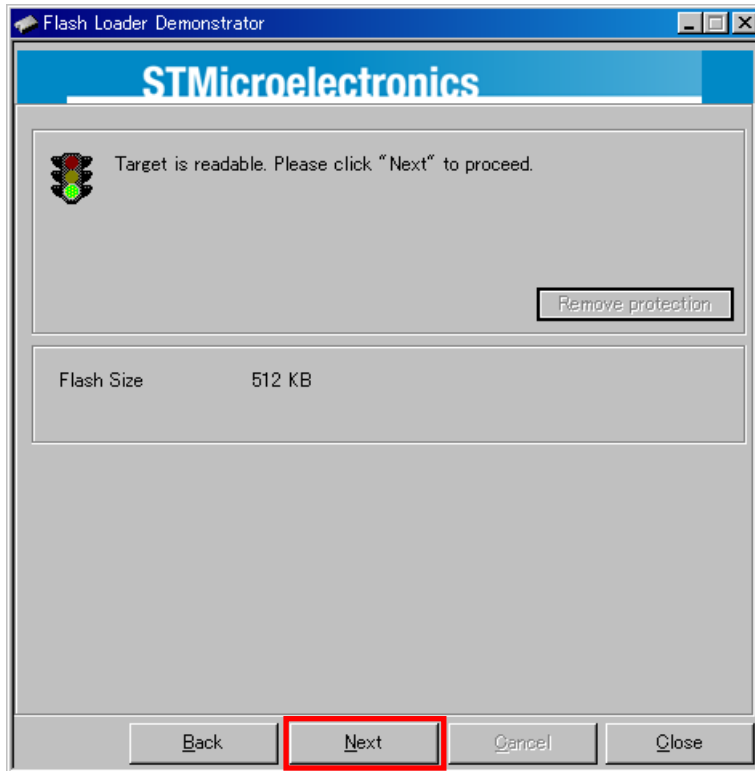 Flash Loader Demonstrator
STMicroelectronics
Target is readable. Please click "Next" to proceed.
Remove protection
Flash Size 512 KB
Back Next Cancel Close